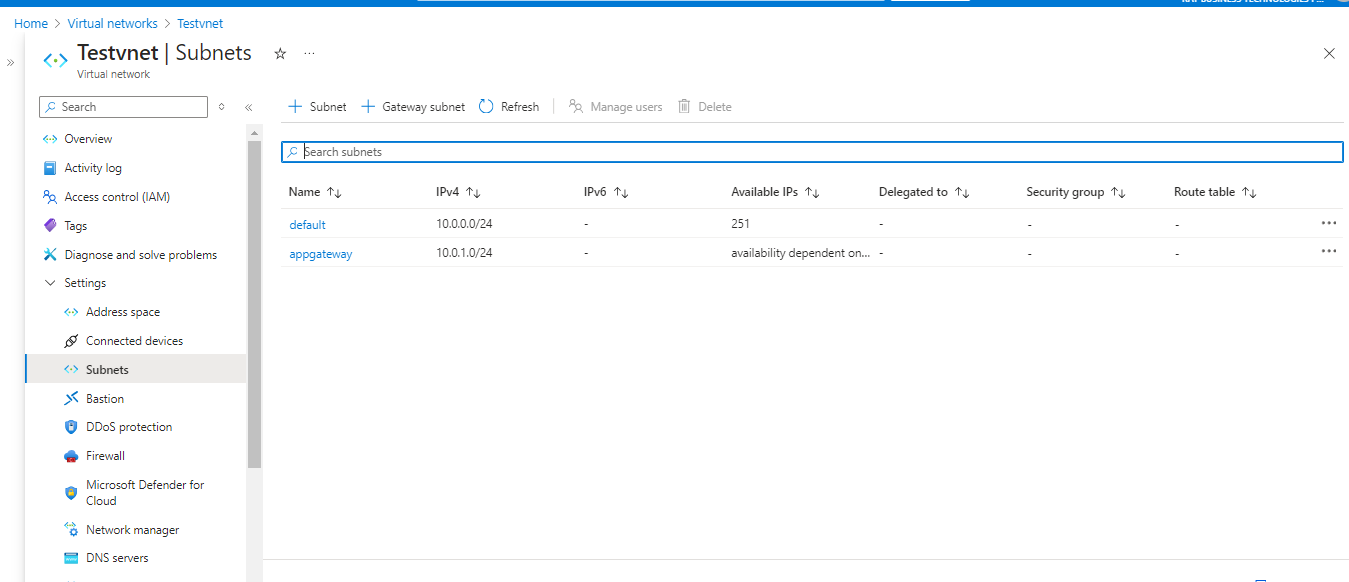 Home > Virtual networks > Testvnet
Testvnet | Subnets
Virtual network
Search
+ Subnet + Gateway subnet Refresh Manage users Delete
Search subnets
Name IPv4 IPv6 Available IPs Delegated to Security group Route table
default 10.0.0.0/24 - 251 - - -
appgateway 10.0.1.0/24 - availability dependent on... - - -
Overview
Activity log
Access control (IAM)
Tags
Diagnose and solve problems
Settings
Address space
Connected devices
Subnets
Bastion
DDoS protection
Firewall
Microsoft Defender for
Cloud
Network manager
DNS servers